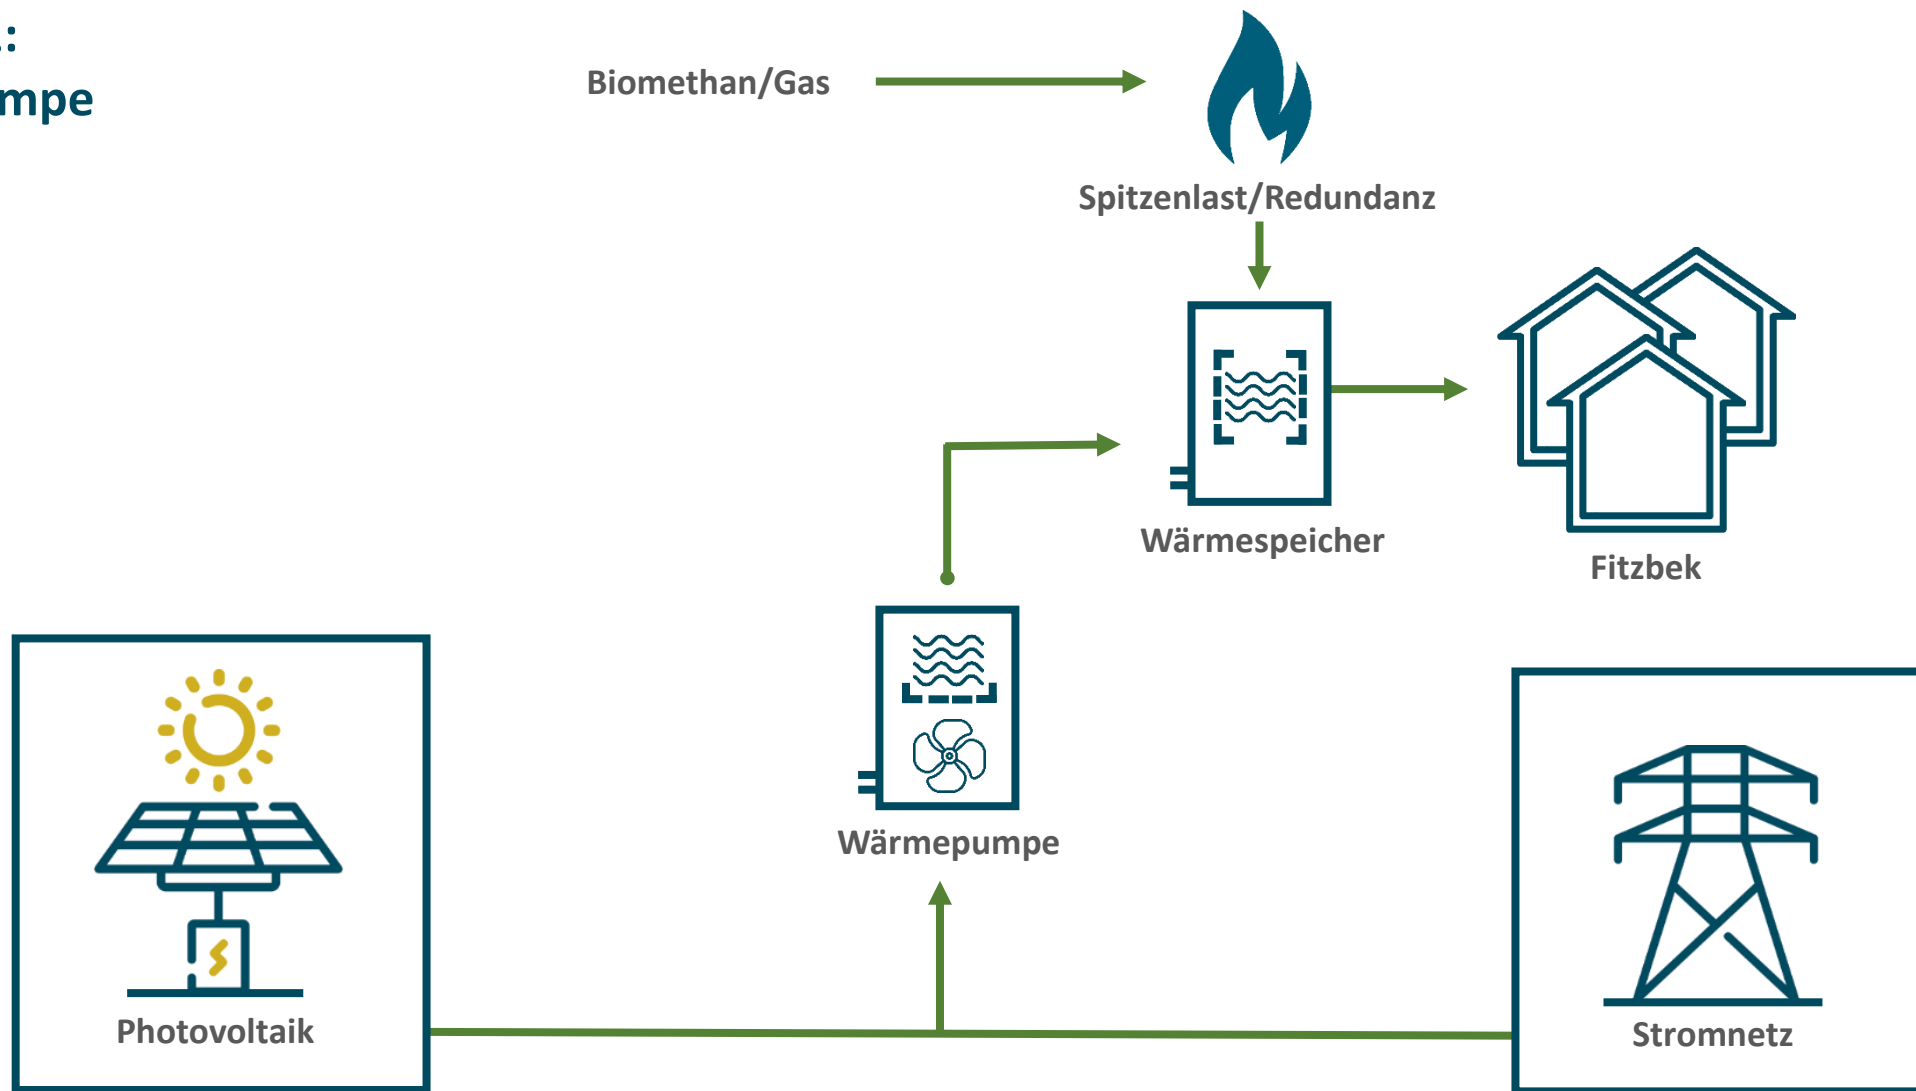 .:
mpe
Biomethan/Gas
Spitzenlast/Redundanz
Wärmespeicher
Fitzbek
Wärmepumpe
Photovoltaik
Stromnetz